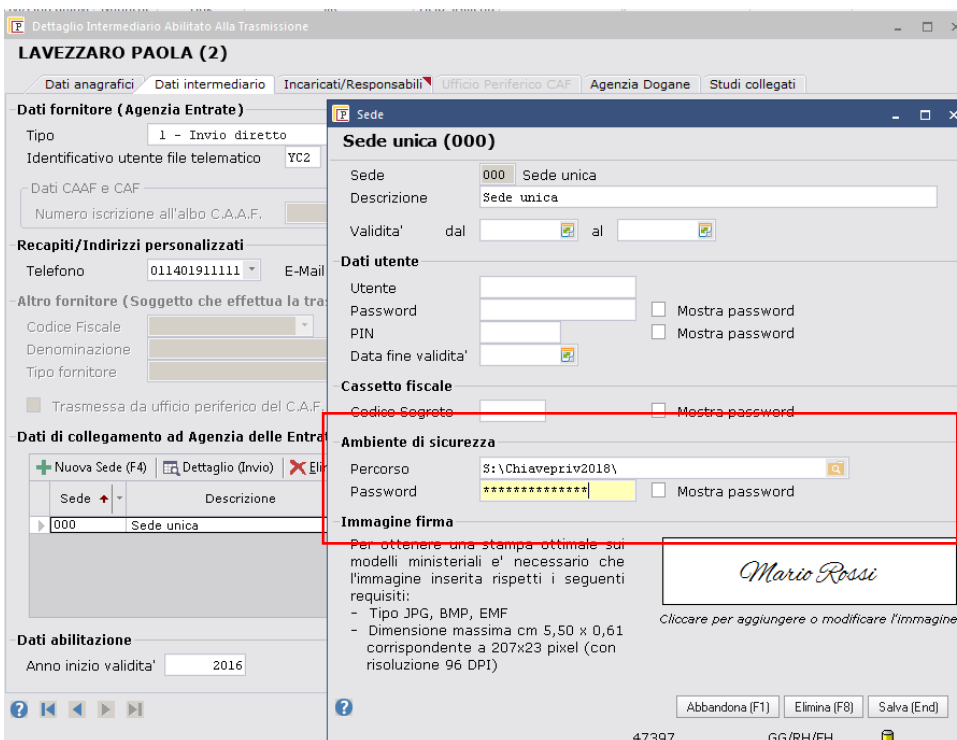 Dettaglio Intermediario Abilitato Alla Trasmissione
LAVEZZARO PAOLA (2)
Dati anagrafici Dati intermediario Incaricati/Responsabili Ufficio Periferico CAF Agenzia Dogane Studi collegati
Dati fornitore (Agenzia Entrate)
Tipo 1 - Invio diretto
Identificativo utente file telematico YC2
Dati CAAF e CAF
Numero iscrizione all'albo C.A.A.F.
Recapiti/Indirizzi personalizzati
Telefono 011401911111 E-Mail
Altro fornitore (Soggetto che effettua la tra
Codice Fiscale
Denominazione
Tipo fornitore
Trasmessa da ufficio periferico del C.A.F.
Dati di collegamento ad Agenzia delle Entrat
Nuova Sede (F4) Dettaglio (Invio) Eli
Sede Descrizione
000 Sede unica
Dati abilitazione
Anno inizio validita' 2016
Sede
Sede unica (000)
Sede 000 Sede unica
Descrizione Sede unica
Validita' dal al
Dati utente
Utente
Password Mostra password
PIN Mostra password
Data fine validita'
Cassetto fiscale
Codice Segreto Mostra password
Ambiente di sicurezza
Percorso S:\Chiavepriv2018\
Password ************** Mostra password
Immagine firma
Per ottenere una stampa ottimale sui
modelli ministeriali e' necessario che
l'immagine inserita rispetti i seguenti
requisiti:
- Tipo JPG, BMP, EMF
- Dimensione massima cm 5,50 x 0,61
corrispondente a 207x23 pixel (con
risoluzione 96 DPI)
Mario Rossi
Cliccare per aggiungere o modificare l'immagine
Abbandona (F1) Elimina (F8) Salva (End)
47397 GG/RH/FH